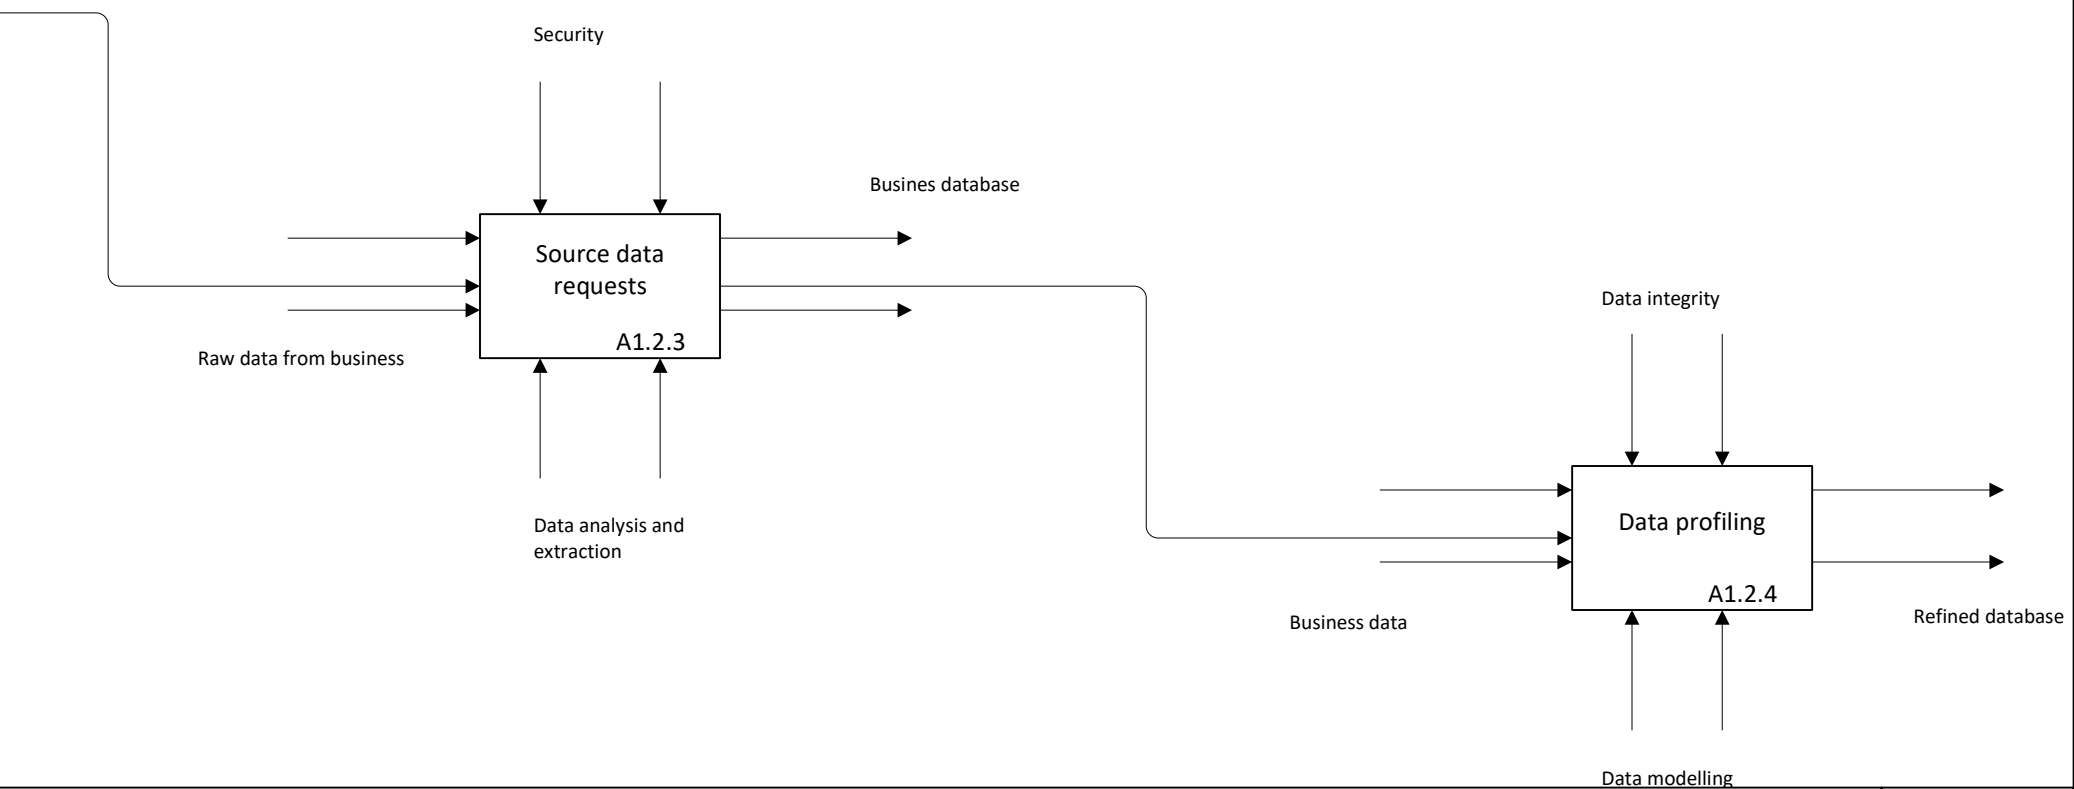 Security
Busines database
Source data
requests
A1.2.3
Raw data from business
Data analysis and
extraction
Data integrity
Data profiling
A1.2.4
Business data
Refined database
Data modelling